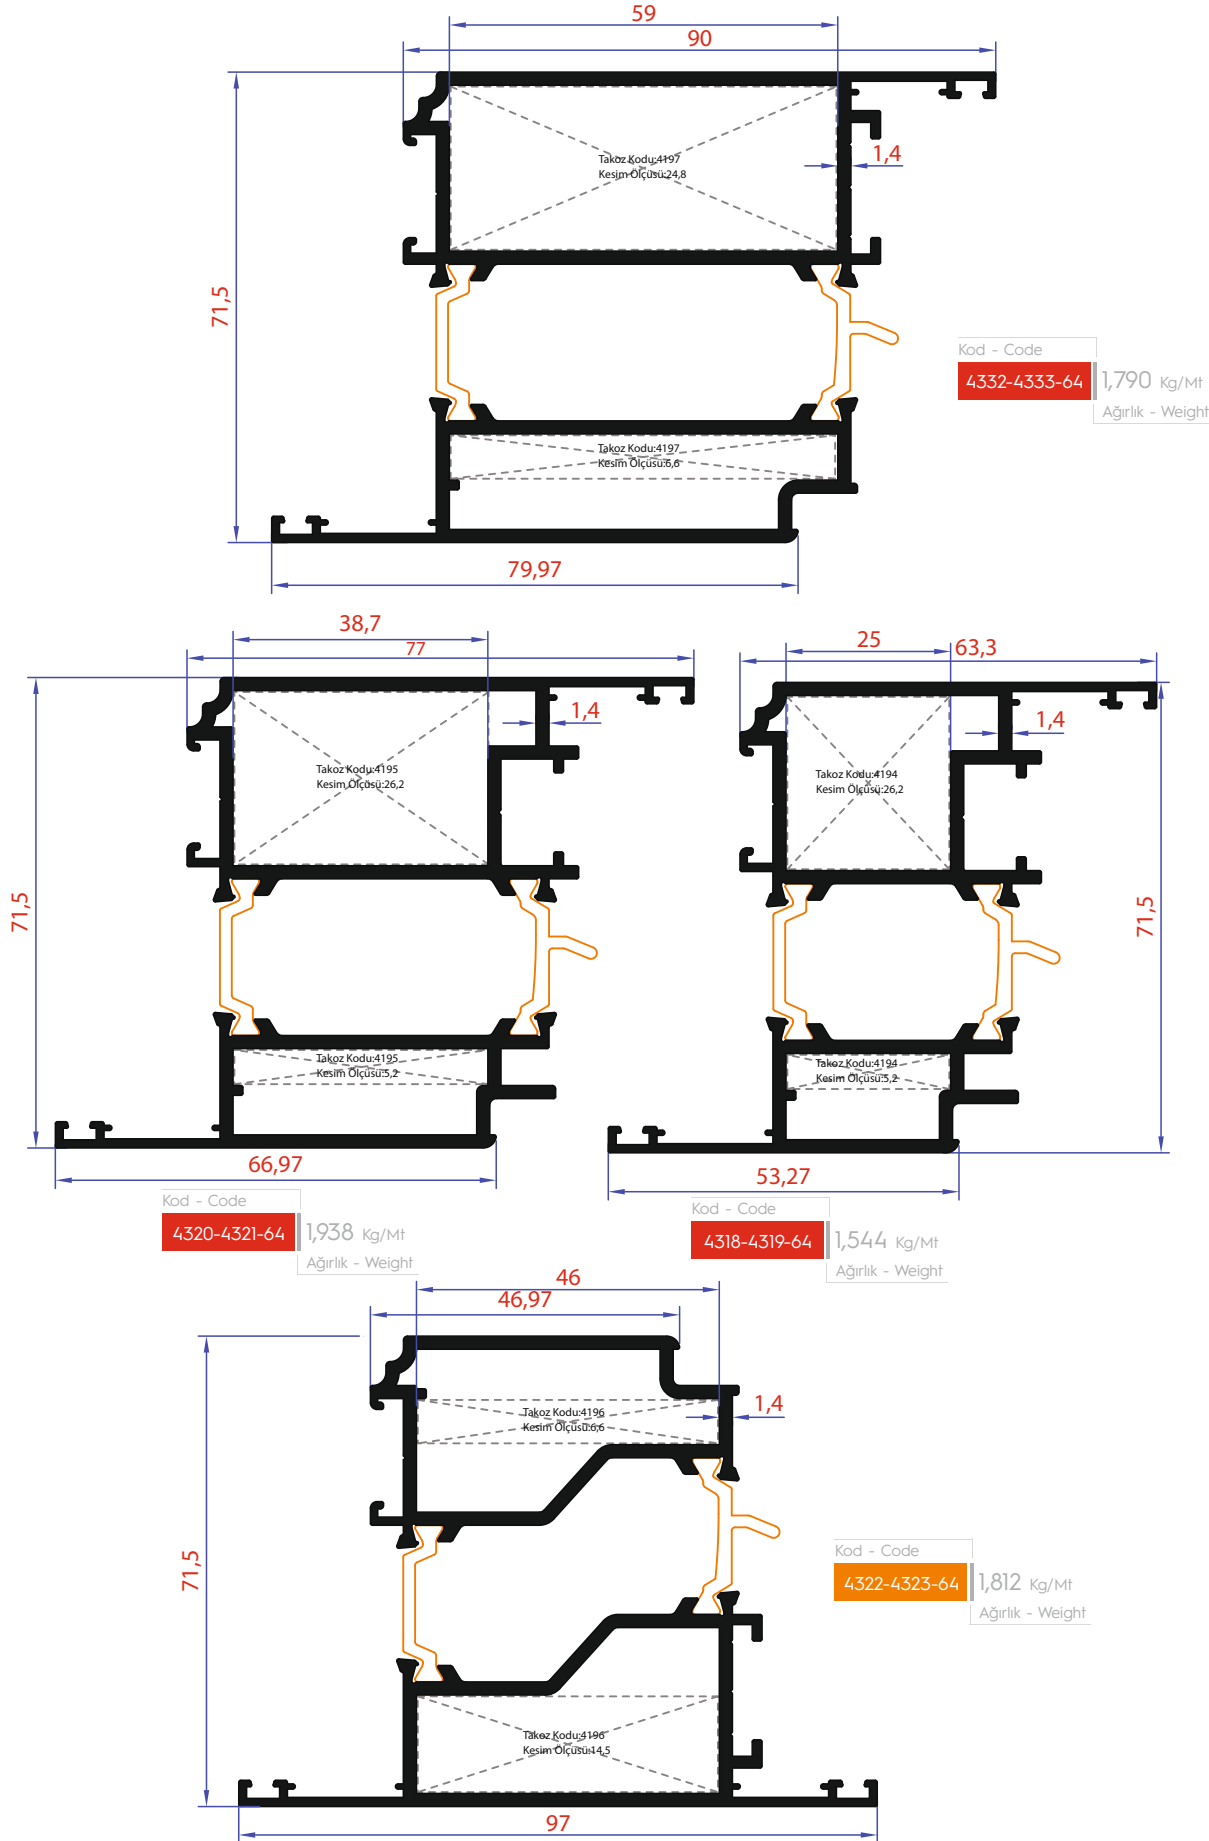 59
90
1,4
Takoz Kodu:4197
Kesim Ölçüsü:24,8
71,5
Kod - Code
4332-4333-64
1,790 Kg/Mt
Ağırlık - Weight
Takoz Kodu:4197
Kesim Ölçüsü:6,6
79,97
38,7
77
1,4
Takoz Kodu:4195
Kesim Ölçüsü:26,2
71,5
Takoz Kodu:4195
Kesim Ölçüsü:5,2
66,97
Kod - Code
4320-4321-64
1,938 Kg/Mt
Ağırlık - Weight
25
63,3
1,4
Takoz Kodu:4194
Kesim Ölçüsü:26,2
71,5
Takoz Kodu:4194
Kesim Ölçüsü:5,2
53,27
Kod - Code
4318-4319-64
1,544 Kg/Mt
Ağırlık - Weight
46
46,97
1,4
Takoz Kodu:4196
Kesim Ölçüsü:6,6
71,5
Kod - Code
4322-4323-64
1,812 Kg/Mt
Ağırlık - Weight
Takoz Kodu:4196
Kesim Ölçüsü:14,5
97